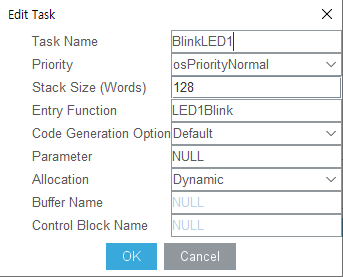 Edit Task
Task Name BlinkLED1
Priority osPriorityNormal
Stack Size (Words) 128
Entry Function LED1Blink
Code Generation Option Default
Parameter NULL
Allocation Dynamic
Buffer Name NULL
Control Block Name NULL
OK Cancel